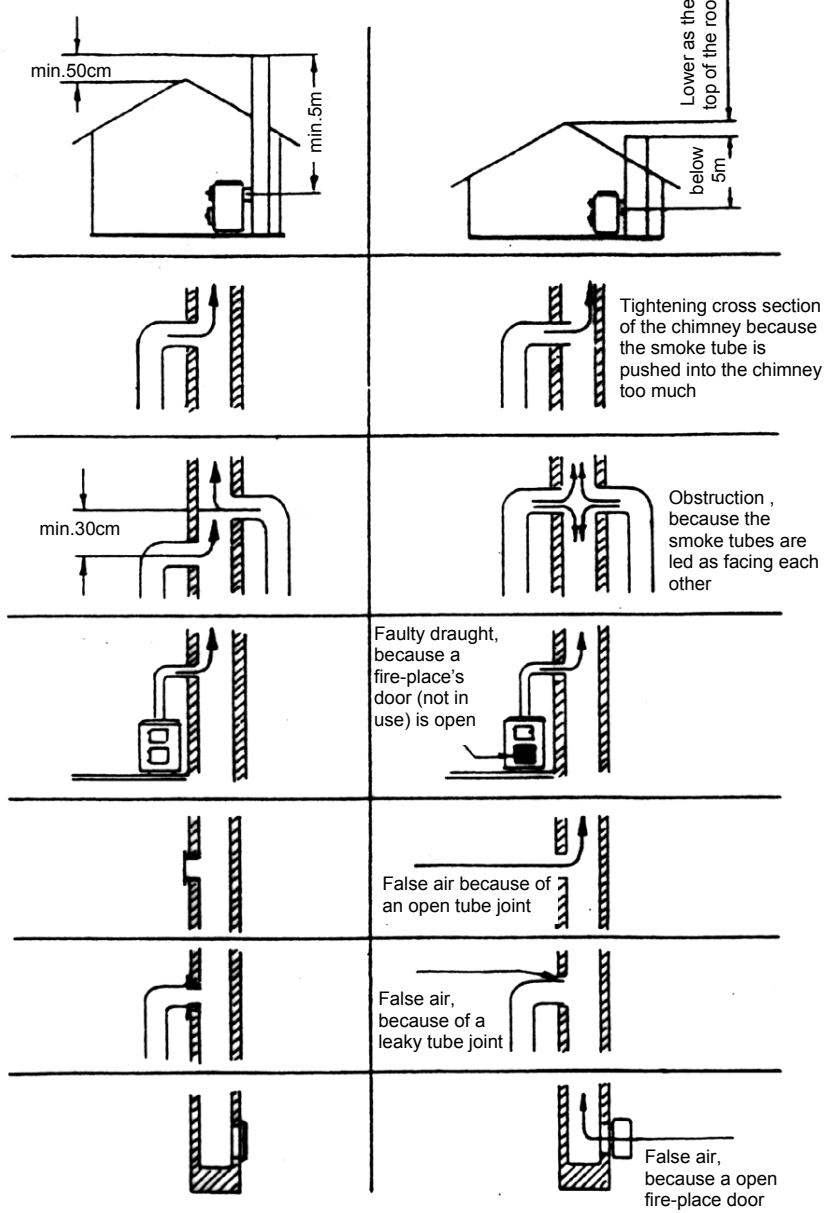 min.50cm
min.5m
Lower as the
top of the roo
below
5m
Tightening cross section
of the chimney because
the smoke tube is
pushed into the chimney
too much
min.30cm
Obstruction ,
because the
smoke tubes are
led as facing each
other
Faulty draught,
because a
fire-place's
door (not in
use) is open
False air because of
an open tube joint
False air,
because of a
leaky tube joint
False air,
because a open
fire-place door